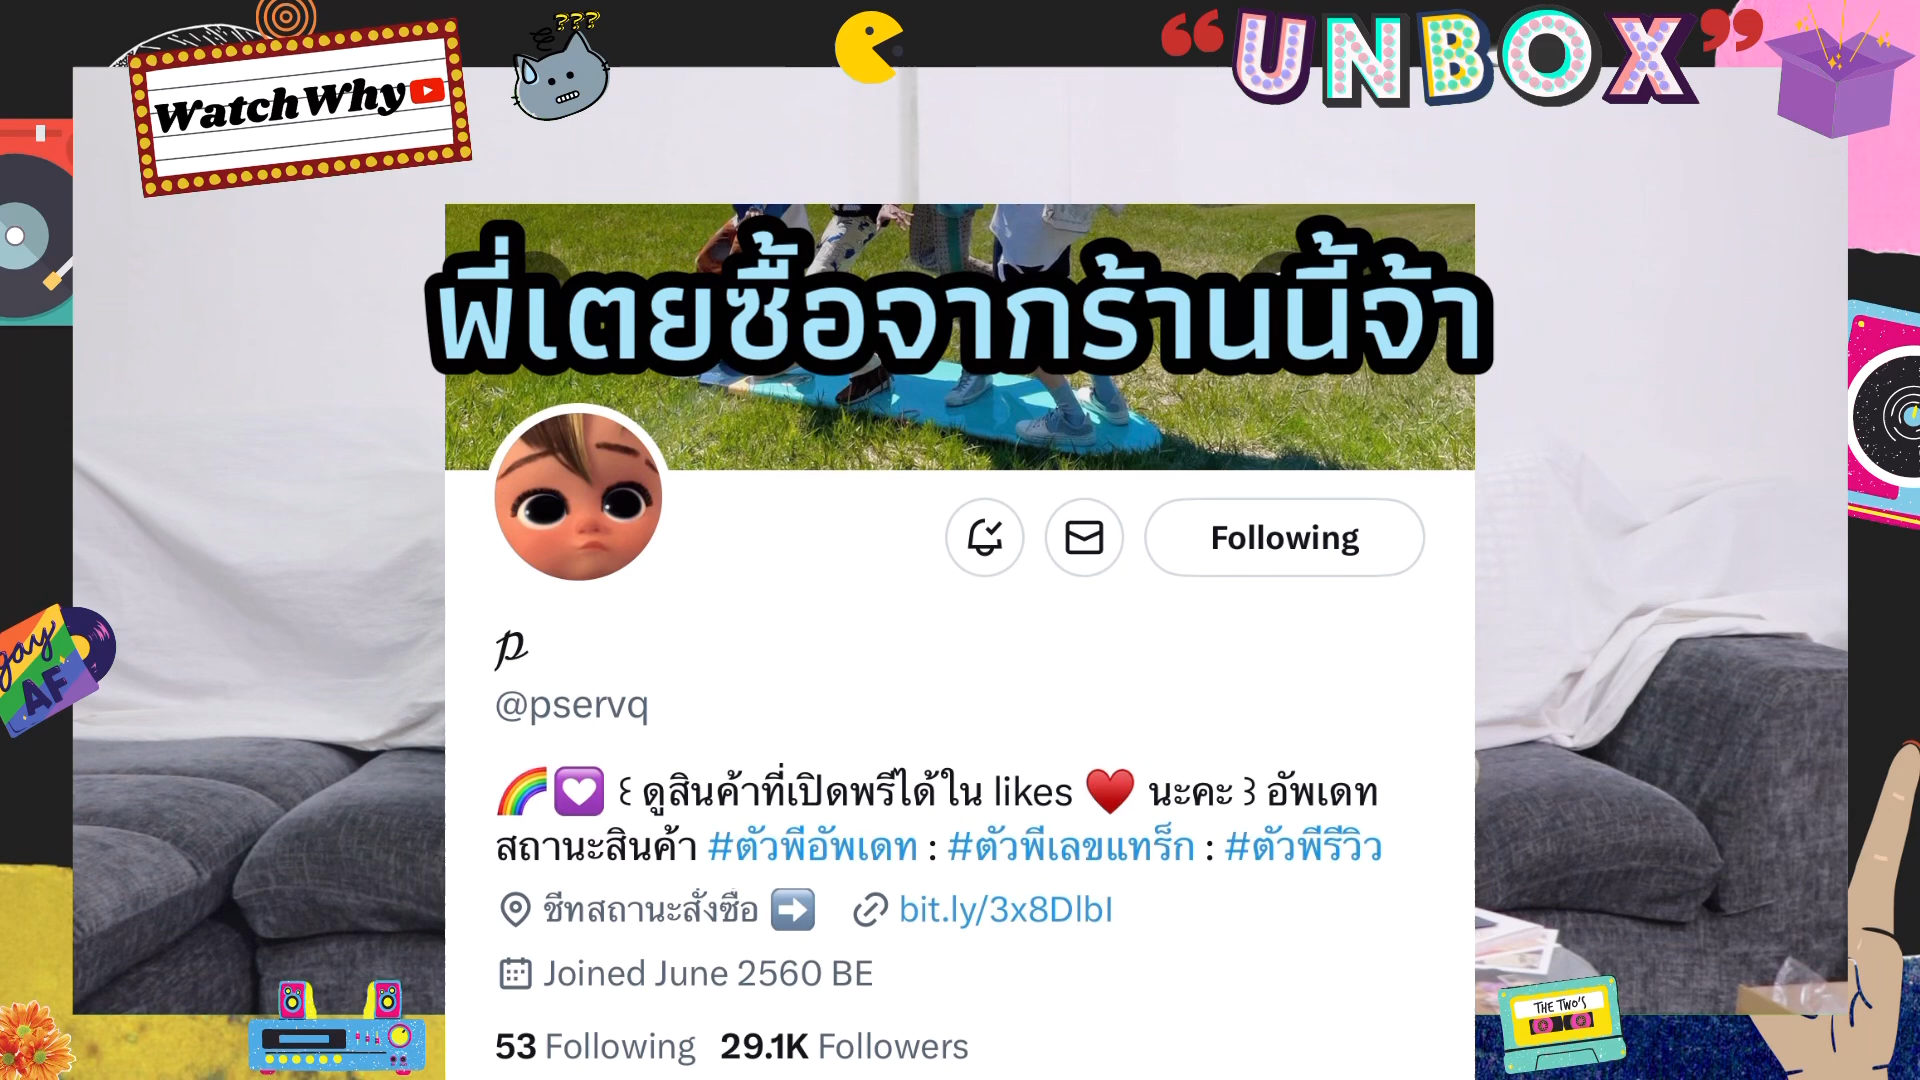 WatchWhy
???
“UNBOX”
พี่เตยซื้อจากร้านนี้จ้า
Following
𝓅
@pservq
🌈💟 ꒰ ดูสินค้าที่เปิดพรีได้ใน likes ♥️ นะคะ ꒱ อัพเดท
สถานะสินค้า #ตัวพีอัพเดท : #ตัวพีเลขแทร็ก : #ตัวพีรีวิว
ชีทสถานะสั่งซื้อ ➡️ bit.ly/3x8DlbI
Joined June 2560 BE
53 Following 29.1K Followers
gay
AF
THE TWO'S